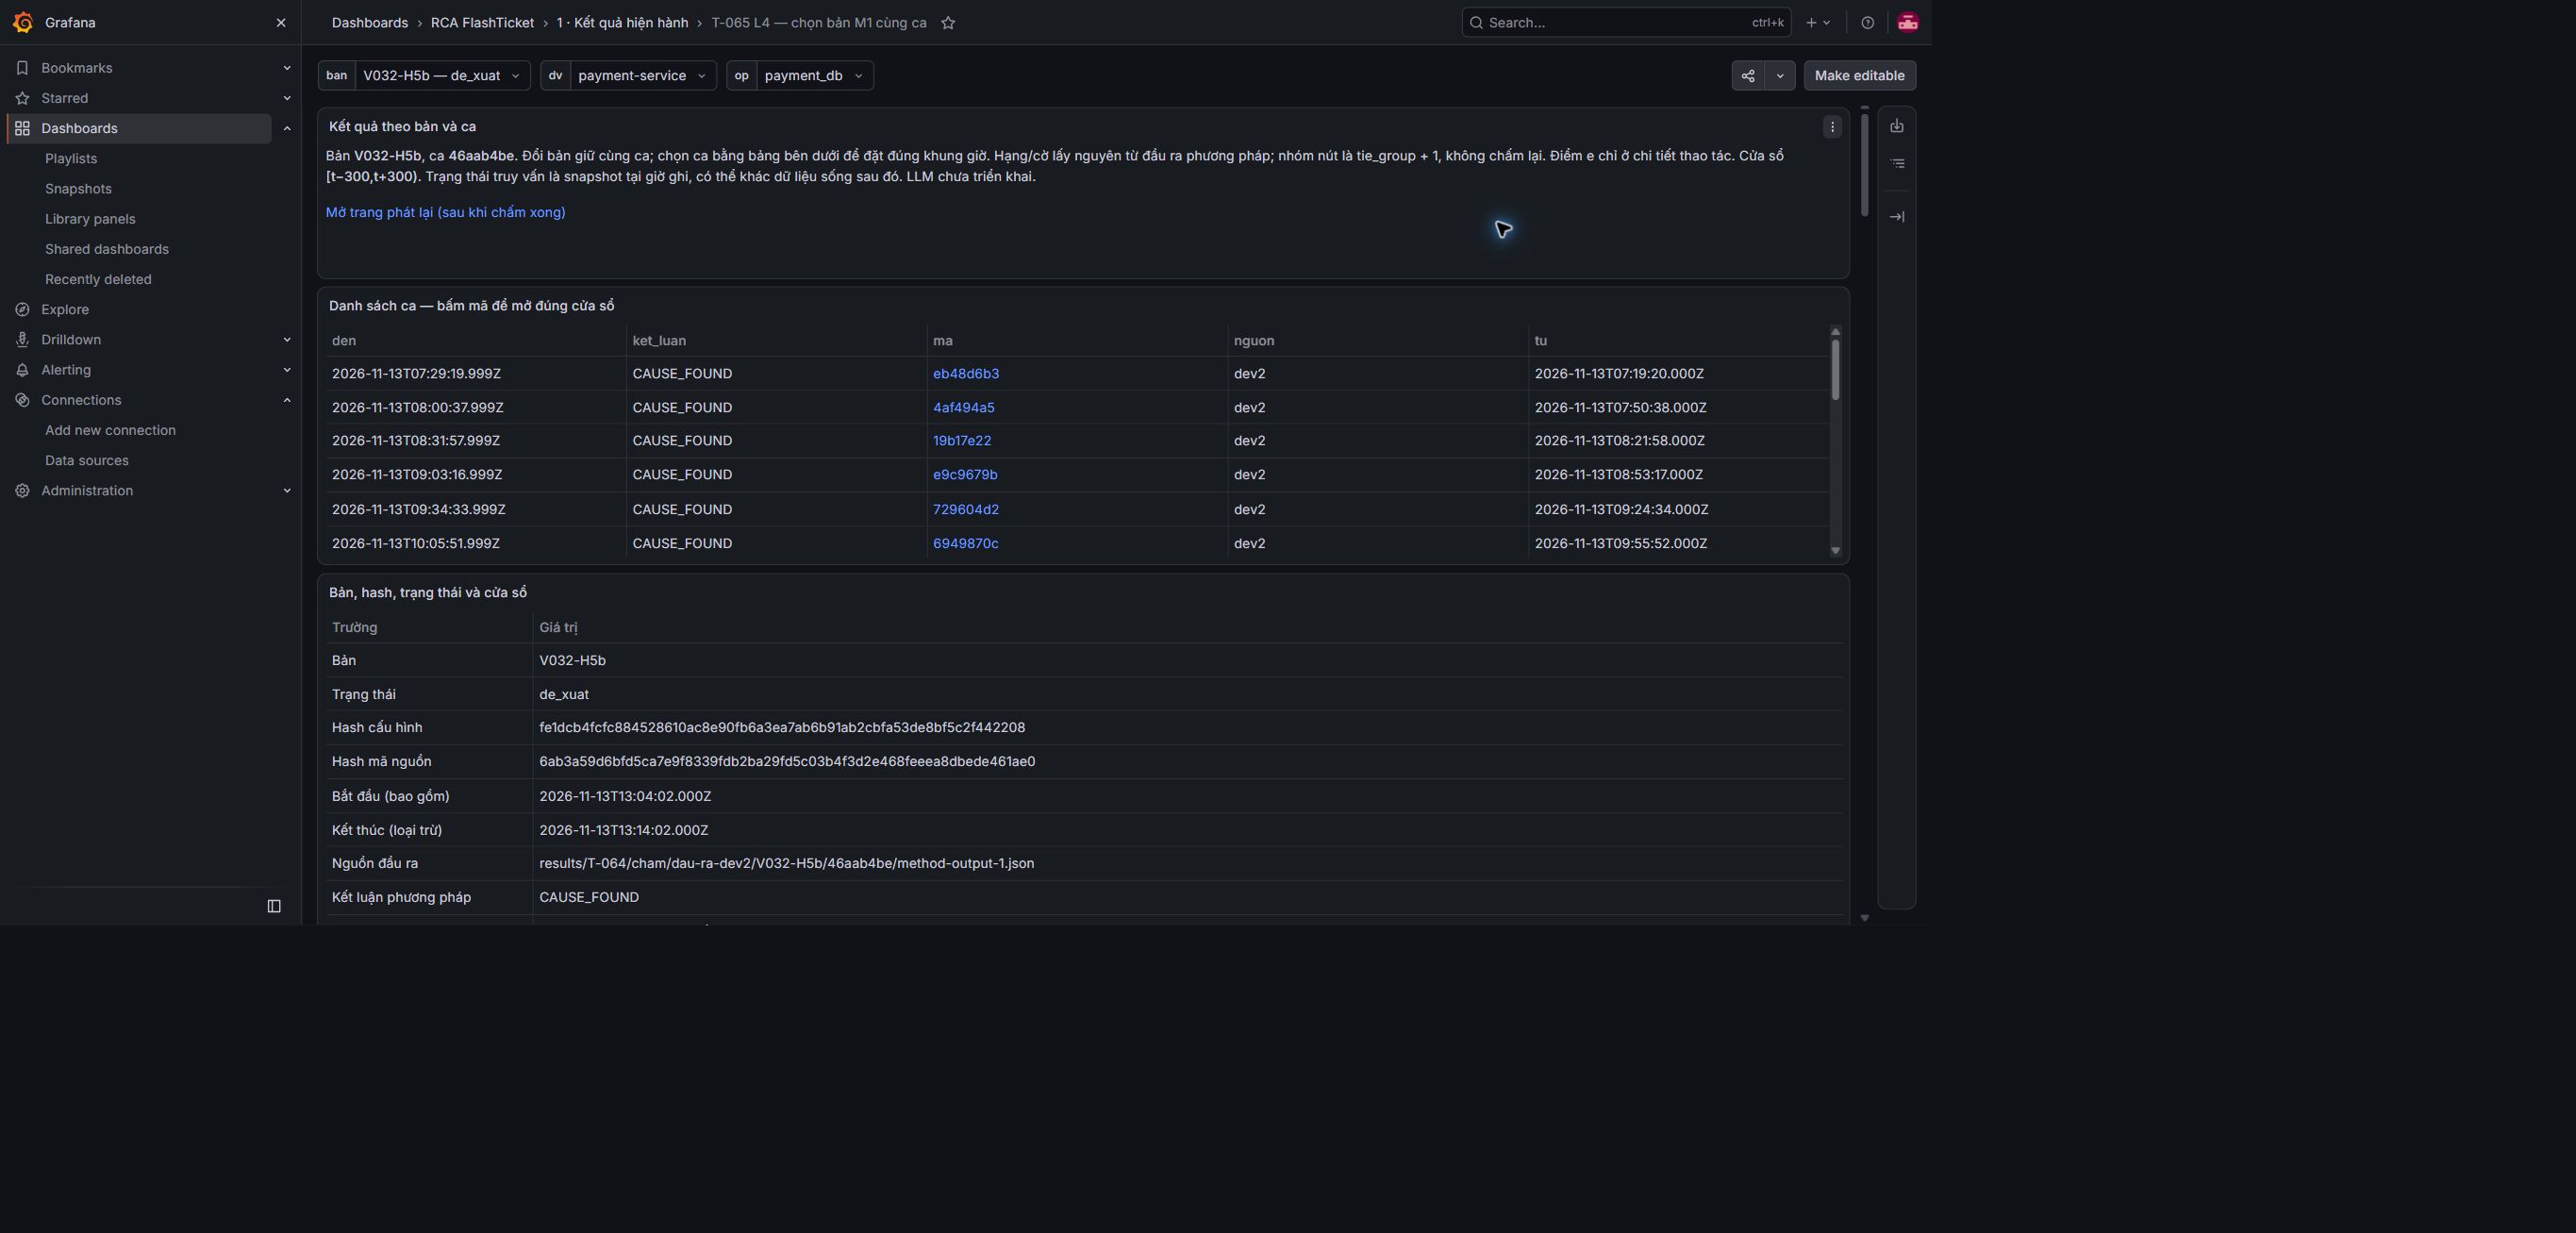 Grafana
Dashboards › RCA FlashTicket › 1 · Kết quả hiện hành › T-065 L4 — chọn bản M1 cùng ca
Search... ctrl+k
Bookmarks
Starred
Dashboards
Playlists
Snapshots
Library panels
Shared dashboards
Recently deleted
Explore
Drilldown
Alerting
Connections
Add new connection
Data sources
Administration
ban V032-H5b — de_xuat dv payment-service op payment_db
Make editable
Kết quả theo bản và ca
Bản V032-H5b, ca 46aab4be. Đổi bản giữ cùng ca; chọn ca bằng bảng bên dưới để đặt đúng khung giờ. Hạng/cờ lấy nguyên từ đầu ra phương pháp; nhóm nút là tie_group + 1, không chấm lại. Điểm e chỉ ở chi tiết thao tác. Cửa sổ
[t−300,t+300). Trạng thái truy vấn là snapshot tại giờ ghi, có thể khác dữ liệu sống sau đó. LLM chưa triển khai.
Mở trang phát lại (sau khi chấm xong)
Danh sách ca — bấm mã để mở đúng cửa sổ
den ket_luan ma nguon tu
2026-11-13T07:29:19.999Z CAUSE_FOUND eb48d6b3 dev2 2026-11-13T07:19:20.000Z
2026-11-13T08:00:37.999Z CAUSE_FOUND 4af494a5 dev2 2026-11-13T07:50:38.000Z
2026-11-13T08:31:57.999Z CAUSE_FOUND 19b17e22 dev2 2026-11-13T08:21:58.000Z
2026-11-13T09:03:16.999Z CAUSE_FOUND e9c9679b dev2 2026-11-13T08:53:17.000Z
2026-11-13T09:34:33.999Z CAUSE_FOUND 729604d2 dev2 2026-11-13T09:24:34.000Z
2026-11-13T10:05:51.999Z CAUSE_FOUND 6949870c dev2 2026-11-13T09:55:52.000Z
Bản, hash, trạng thái và cửa sổ
Trường Giá trị
Bản V032-H5b
Trạng thái de_xuat
Hash cấu hình fe1dcb4fcfc884528610ac8e90fb6a3ea7ab6b91ab2cbfa53de8bf5c2f442208
Hash mã nguồn 6ab3a59d6bfd5ca7e9f8339fdb2ba29fd5c03b4f3d2e468feeea8dbede461ae0
Bắt đầu (bao gồm) 2026-11-13T13:04:02.000Z
Kết thúc (loại trừ) 2026-11-13T13:14:02.000Z
Nguồn đầu ra results/T-064/cham/dau-ra-dev2/V032-H5b/46aab4be/method-output-1.json
Kết luận phương pháp CAUSE_FOUND